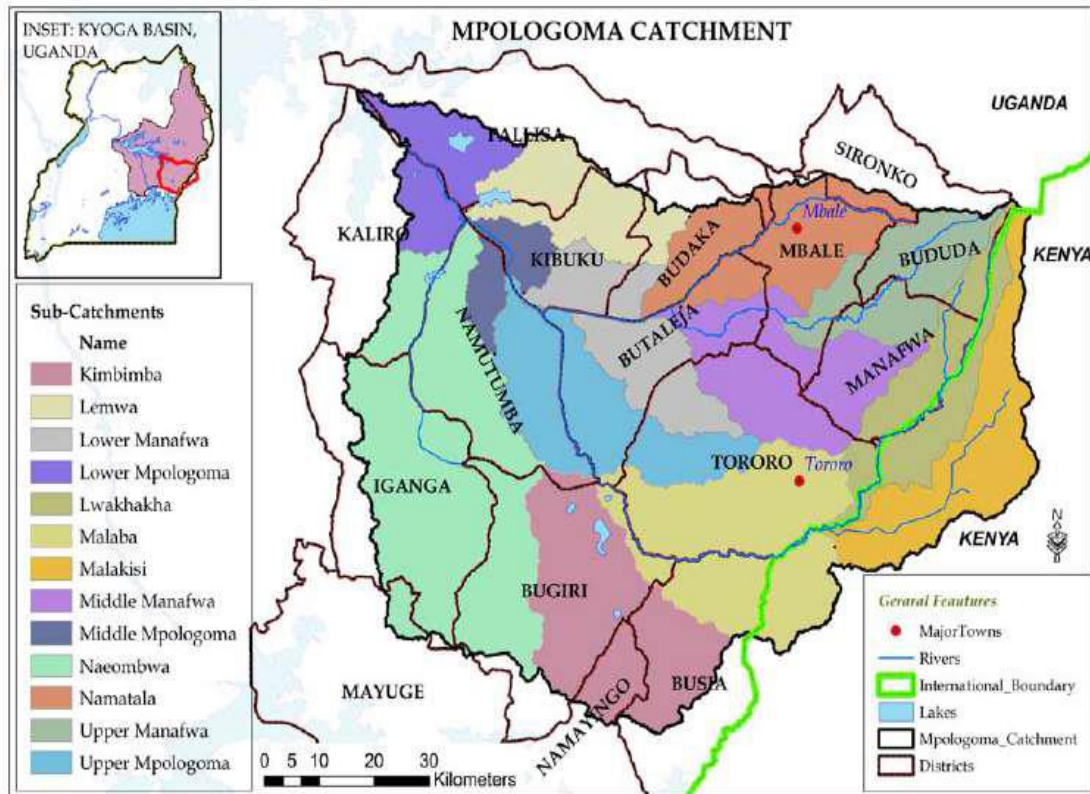 INSET: KYOGA BASIN,
UGANDA
MPOLOGOMA CATCHMENT
UGANDA
KENYA
KENYA
PALLISA
SIRONKO
KALIRO
KIBUKU
BUDAKA
Mbale
MBALE
BUDUDA
NAMUTUMBA
BUTALEJA
MANAFWA
TORORO
Tororo
IGANGA
BUGIRI
MAYUGE
NAMAYINGO
BUSIA
Sub-Catchments
Name
Kimbimba
Lemwa
Lower Manafwa
Lower Mpologoma
Lwakhakha
Malaba
Malakisi
Middle Manafwa
Middle Mpologoma
Naeombwa
Namatala
Upper Manafwa
Upper Mpologoma
0 5 10 20 30
Kilometers
N
Geraral Feautures
MajorTowns
Rivers
International_Boundary
Lakes
Mpologoma_Catchment
Districts